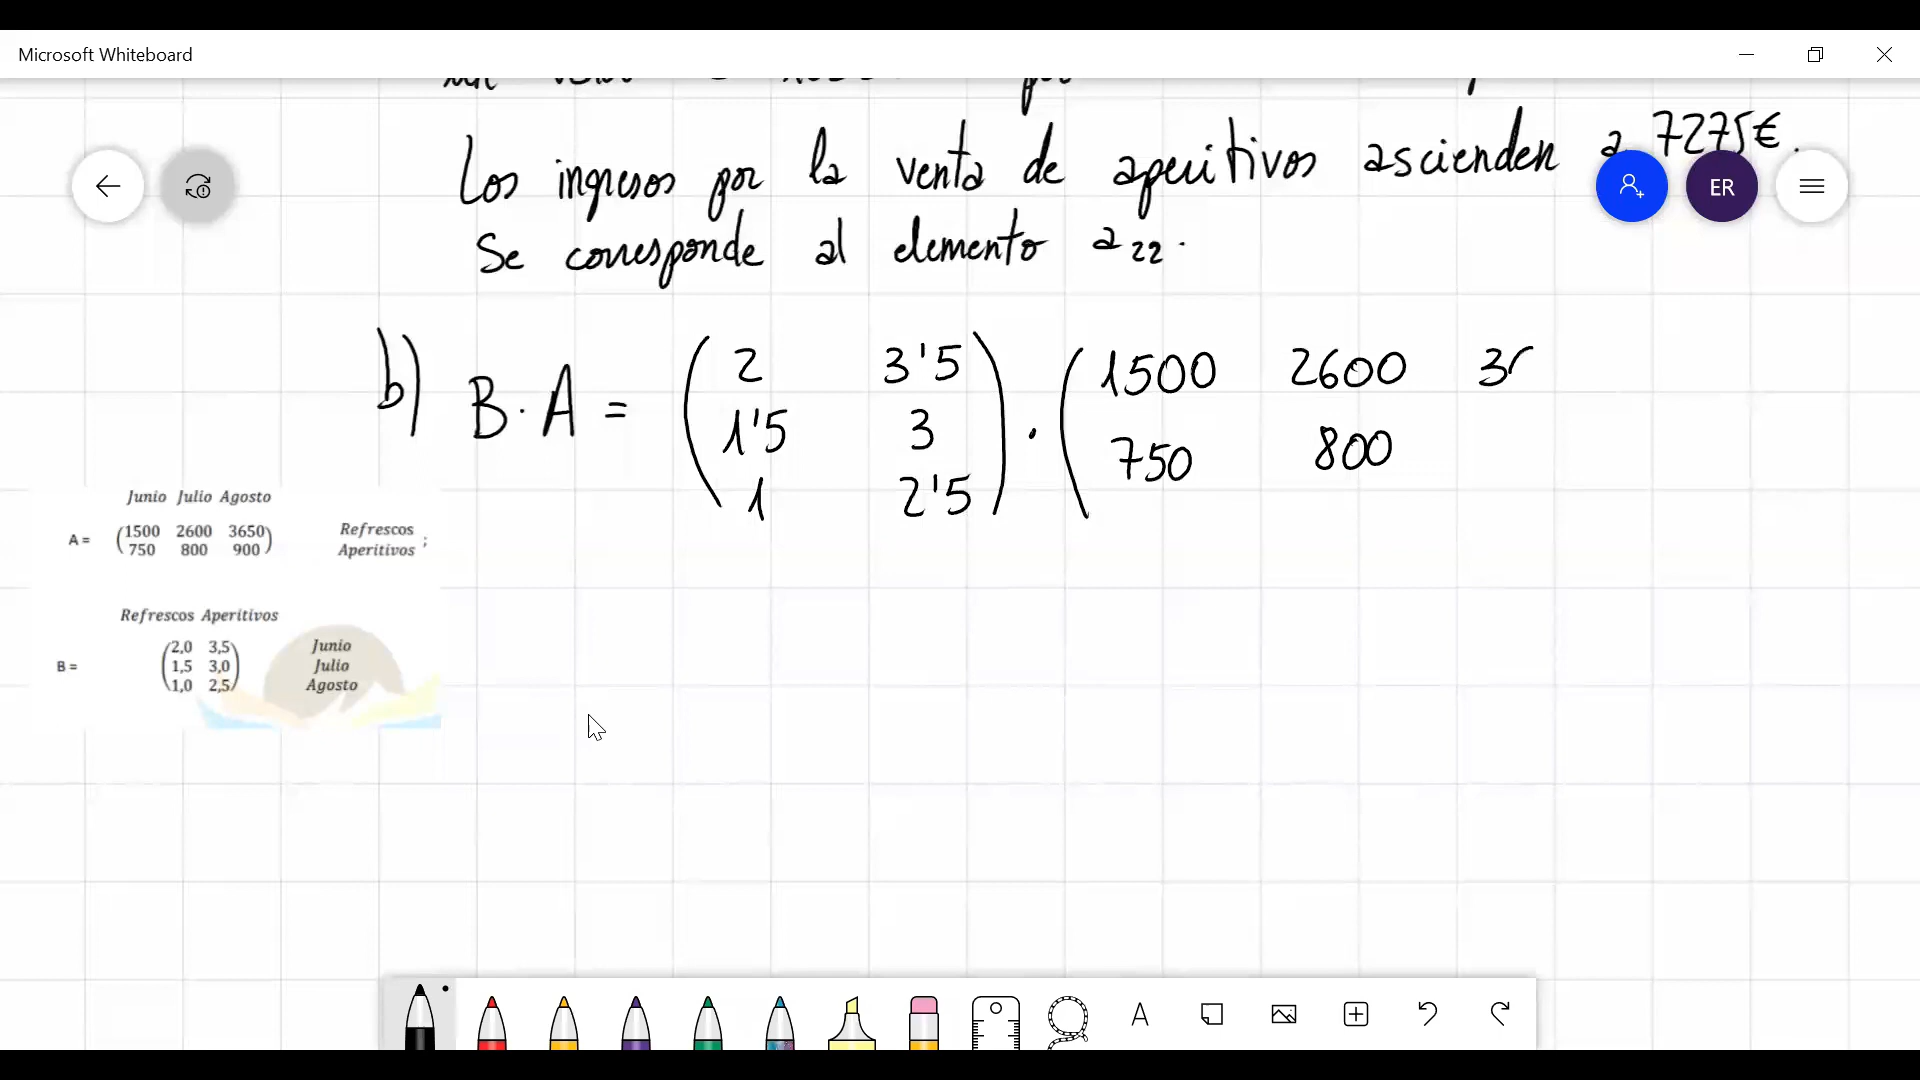 Microsoft Whiteboard
Los ingresos por la venta de aperitivos ascienden a 7275€.
Se corresponde al elemento a22.
ER
b) B·A = (2 3'5) · (1500 2600
1'5 3 750 800
1 2'5
Junio Julio Agosto
A = (1500 2600 3650) Refrescos
750 800 900 Aperitivos ;
Refrescos Aperitivos
B = (2,0 3,5) Junio
1,5 3,0 Julio
1,0 2,5 Agosto
A